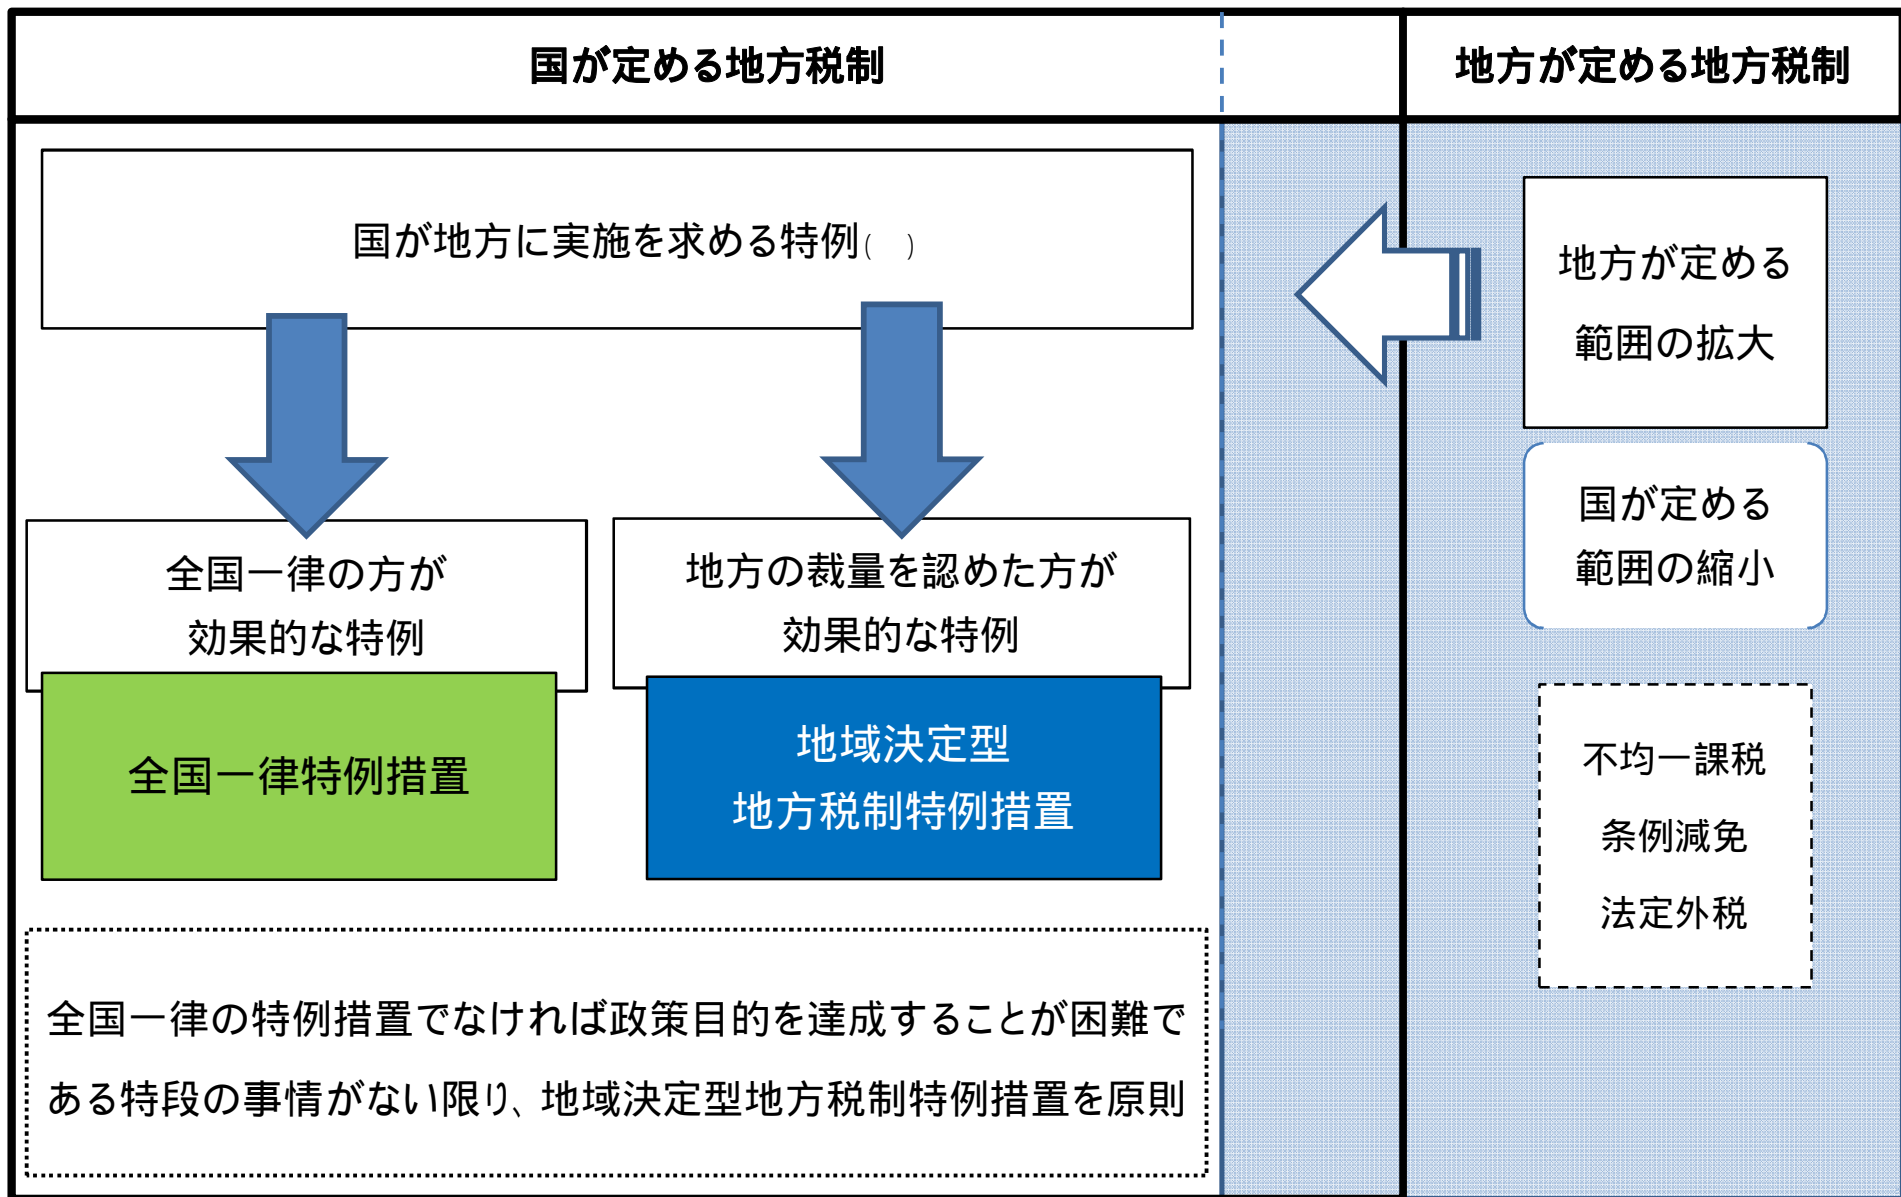 国が定める地方税制
地方が定める地方税制
国が地方に実施を求める特例(　)
全国一律の方が
効果的な特例
全国一律特例措置
地方の裁量を認めた方が
効果的な特例
地域決定型
地方税制特例措置
全国一律の特例措置でなければ政策目的を達成することが困難で
ある特段の事情がない限り、地域決定型地方税制特例措置を原則
地方が定める
範囲の拡大
国が定める
範囲の縮小
不均一課税
条例減免
法定外税